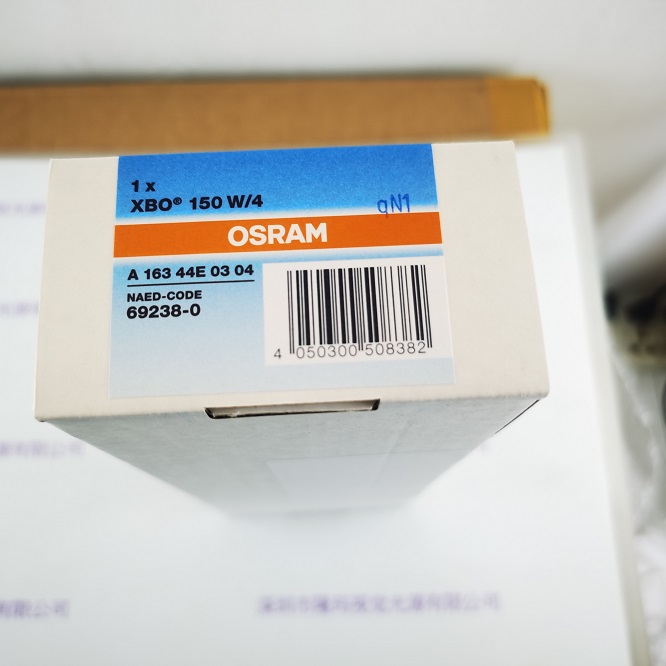 1 x
XBO® 150 W/4
qN1
OSRAM
A 163 44E 03 04
NAED-CODE
69238-0
4 050300 508382